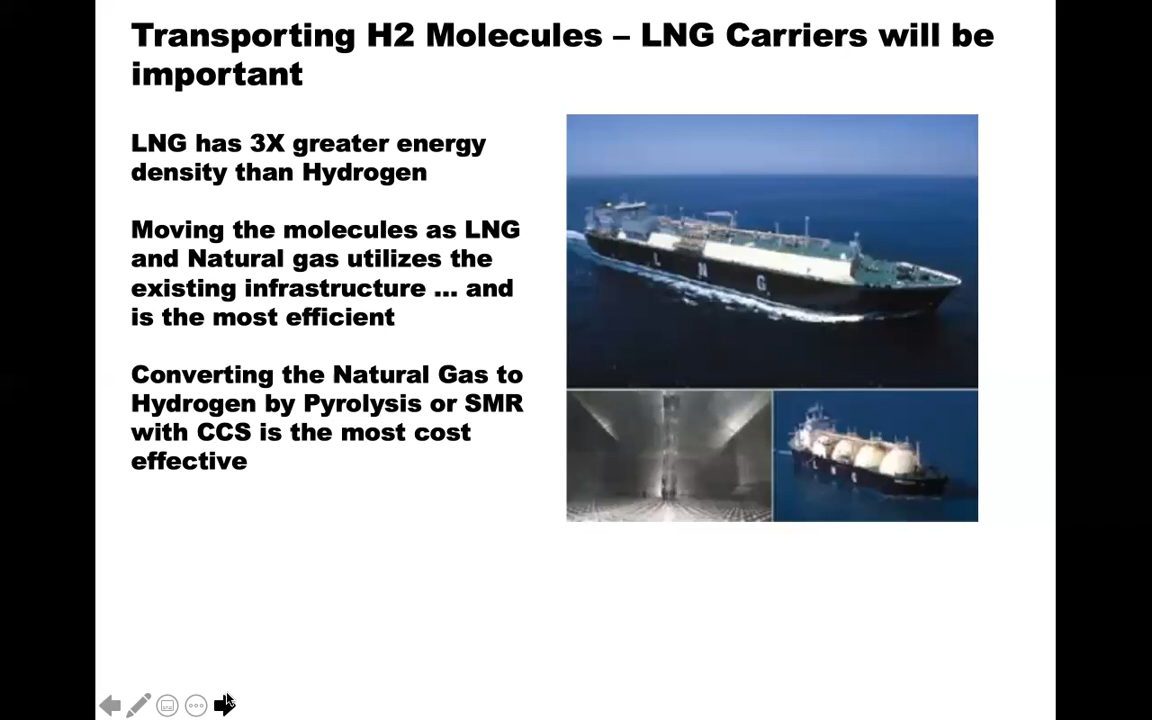 Transporting H2 Molecules – LNG Carriers will be
important
LNG has 3X greater energy
density than Hydrogen
Moving the molecules as LNG
and Natural gas utilizes the
existing infrastructure ... and
is the most efficient
Converting the Natural Gas to
Hydrogen by Pyrolysis or SMR
with CCS is the most cost
effective
L N G
L N G